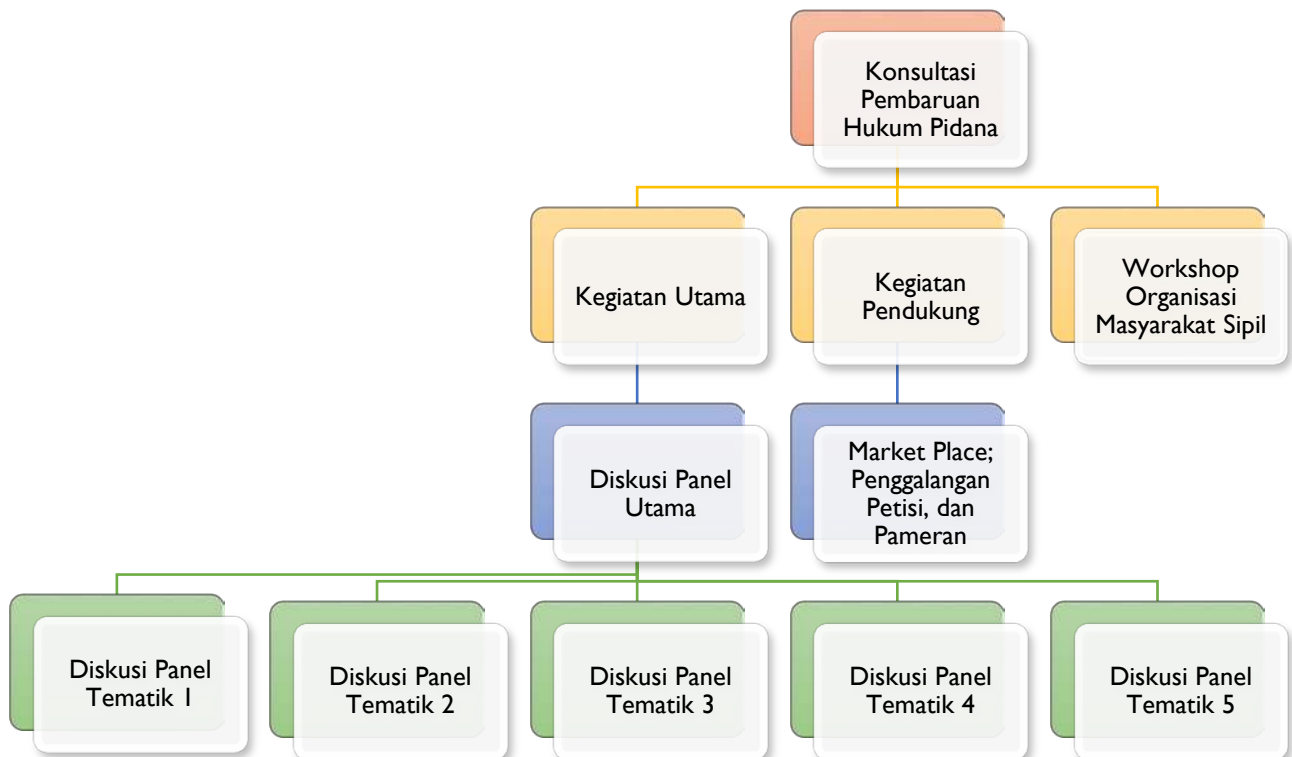 Konsultasi
Pembaruan
Hukum Pidana
Kegiatan Utama
Kegiatan
Pendukung
Workshop
Organisasi
Masyarakat Sipil
Diskusi Panel
Utama
Market Place;
Penggalangan
Petisi, dan
Pameran
Diskusi Panel
Tematik 1
Diskusi Panel
Tematik 2
Diskusi Panel
Tematik 3
Diskusi Panel
Tematik 4
Diskusi Panel
Tematik 5